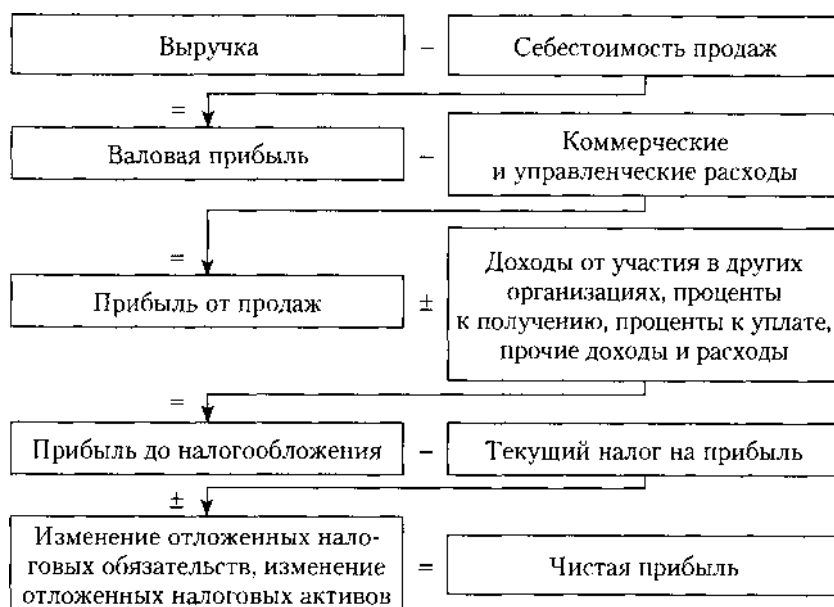 Выручка
–
Себестоимость продаж
=
Валовая прибыль
–
Коммерческие
и управленческие расходы
=
Прибыль от продаж
±
Доходы от участия в других
организациях, проценты
к получению, проценты к уплате,
прочие доходы и расходы
=
Прибыль до налогообложения
–
Текущий налог на прибыль
±
Изменение отложенных нало-
говых обязательств, изменение
отложенных налоговых активов
=
Чистая прибыль